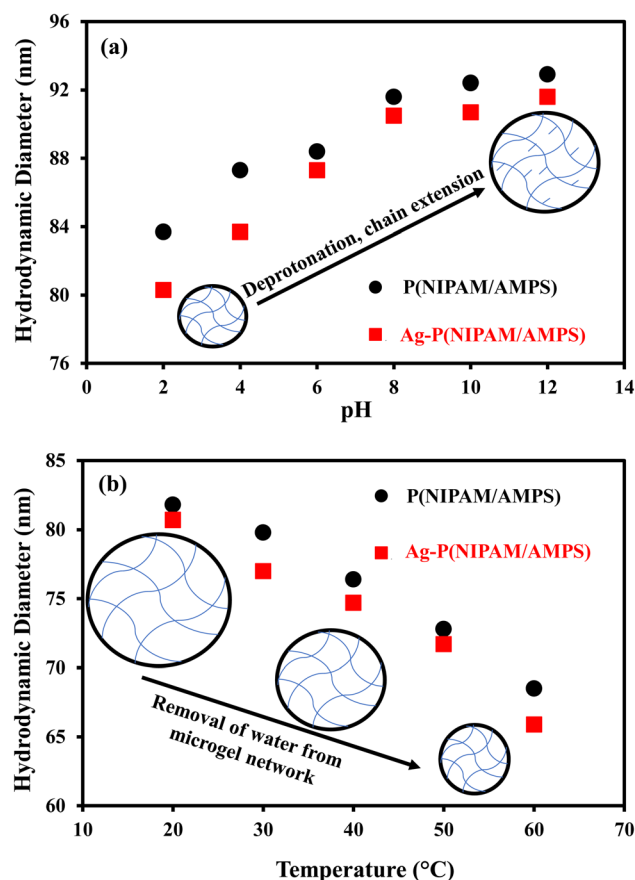 (a)
Hydrodynamic Diameter (nm)
96
92
88
84
80
76
Deprotonation, chain extension
P(NIPAM/AMPS)
Ag-P(NIPAM/AMPS)
0 2 4 6 8 10 12 14
pH
(b)
Hydrodynamic Diameter (nm)
85
80
75
70
65
60
P(NIPAM/AMPS)
Ag-P(NIPAM/AMPS)
Removal of water from
microgel network
10 20 30 40 50 60 70
Temperature (°C)